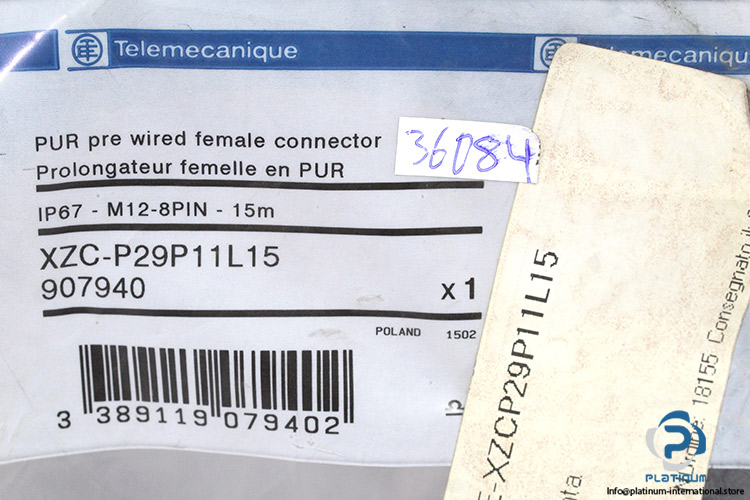 Telemecanique
PUR pre wired female connector
Prolongateur femelle en PUR
36084
IP67 - M12-8PIN - 15m
XZC-P29P11L15
907940
x 1
POLAND 1502
3 389119 079402
E-XZCP29P11L15
18155 Consegnato il
PLATINUM
Info@platinum-international.store